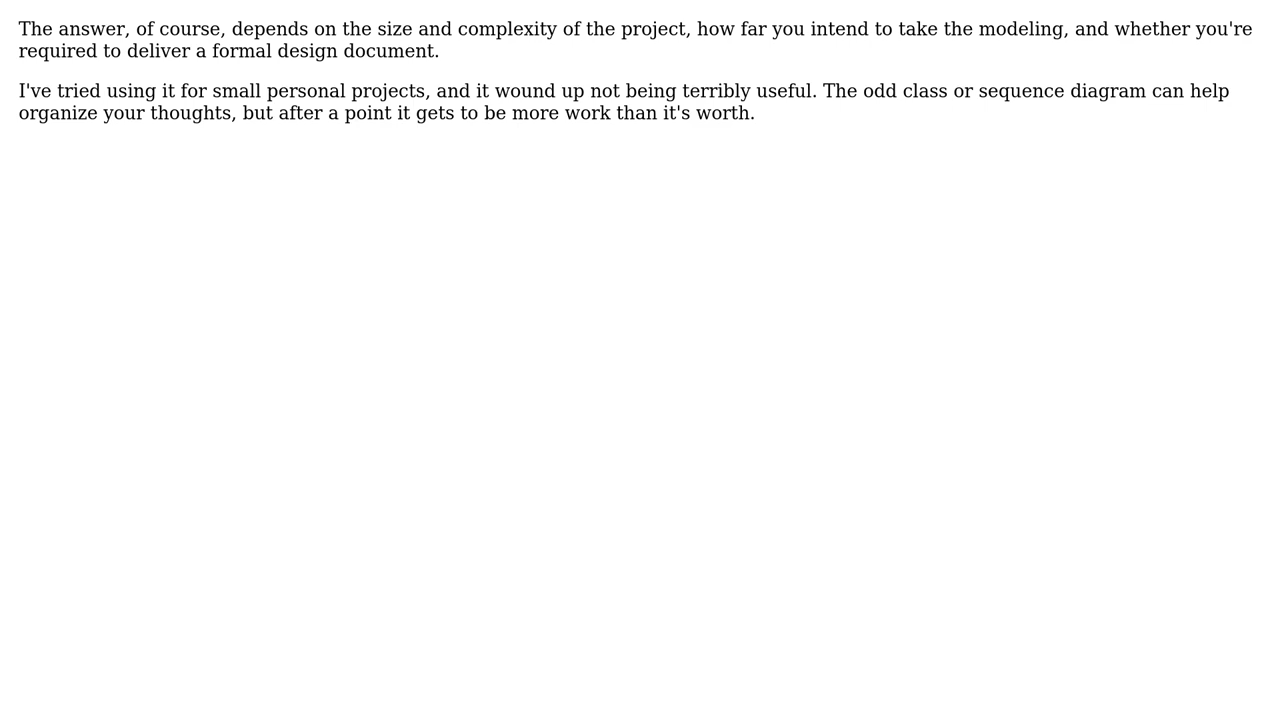 The answer, of course, depends on the size and complexity of the project, how far you intend to take the modeling, and whether you're
required to deliver a formal design document.
I've tried using it for small personal projects, and it wound up not being terribly useful. The odd class or sequence diagram can help
organize your thoughts, but after a point it gets to be more work than it's worth.